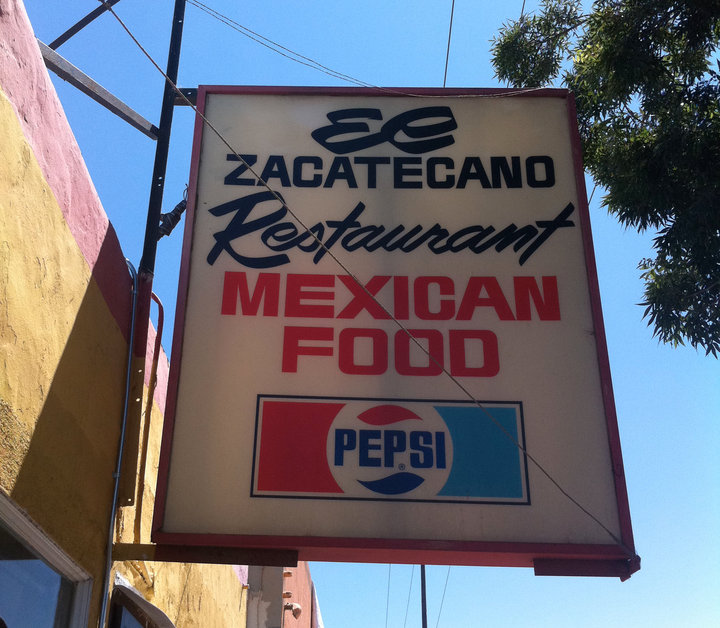 El
ZACATECANO
Restaurant
MEXICAN
FOOD
PEPSI®